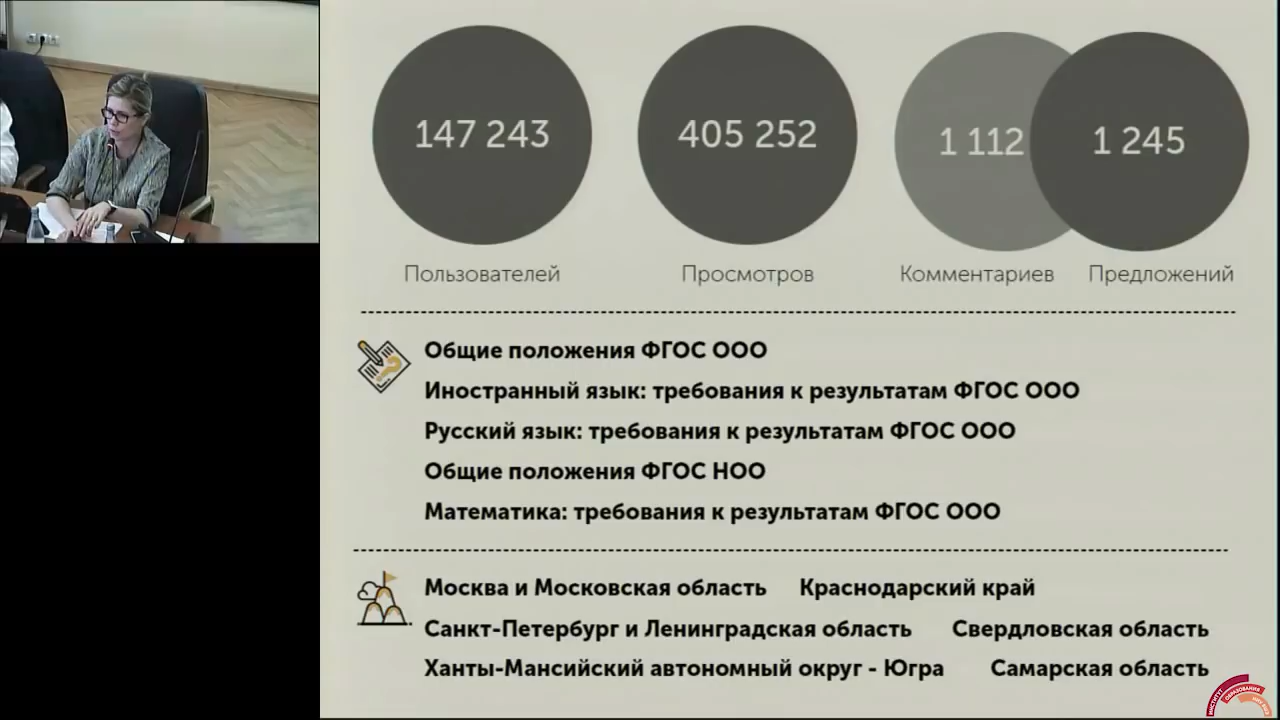 147 243
405 252
1 112
1 245
Пользователей
Просмотров
Комментариев
Предложений
Общие положения ФГОС ООО
Иностранный язык: требования к результатам ФГОС ООО
Русский язык: требования к результатам ФГОС ООО
Общие положения ФГОС НОО
Математика: требования к результатам ФГОС ООО
Москва и Московская область Краснодарский край
Санкт-Петербург и Ленинградская область Свердловская область
Ханты-Мансийский автономный округ - Югра Самарская область
ИНСТИТУТ
ОБРАЗОВАНИЯ